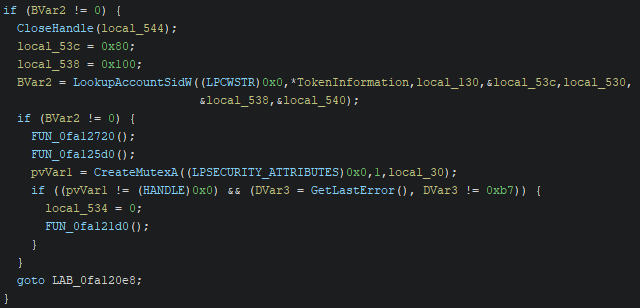 if (BVar2 != 0) {
CloseHandle(local_544);
local_53c = 0x80;
local_538 = 0x100;
BVar2 = LookupAccountSidW((LPCWSTR)0x0,*TokenInformation,local_130,&local_53c,local_530,
&local_538,&local_540);
if (BVar2 != 0) {
FUN_0fa12720();
FUN_0fa125d0();
pvVar1 = CreateMutexA((LPSECURITY_ATTRIBUTES)0x0,1,local_30);
if ((pvVar1 != (HANDLE)0x0) && (DVar3 = GetLastError(), DVar3 != 0xb7)) {
local_534 = 0;
FUN_0fa121d0();
}
}
goto LAB_0fa120e8;
}